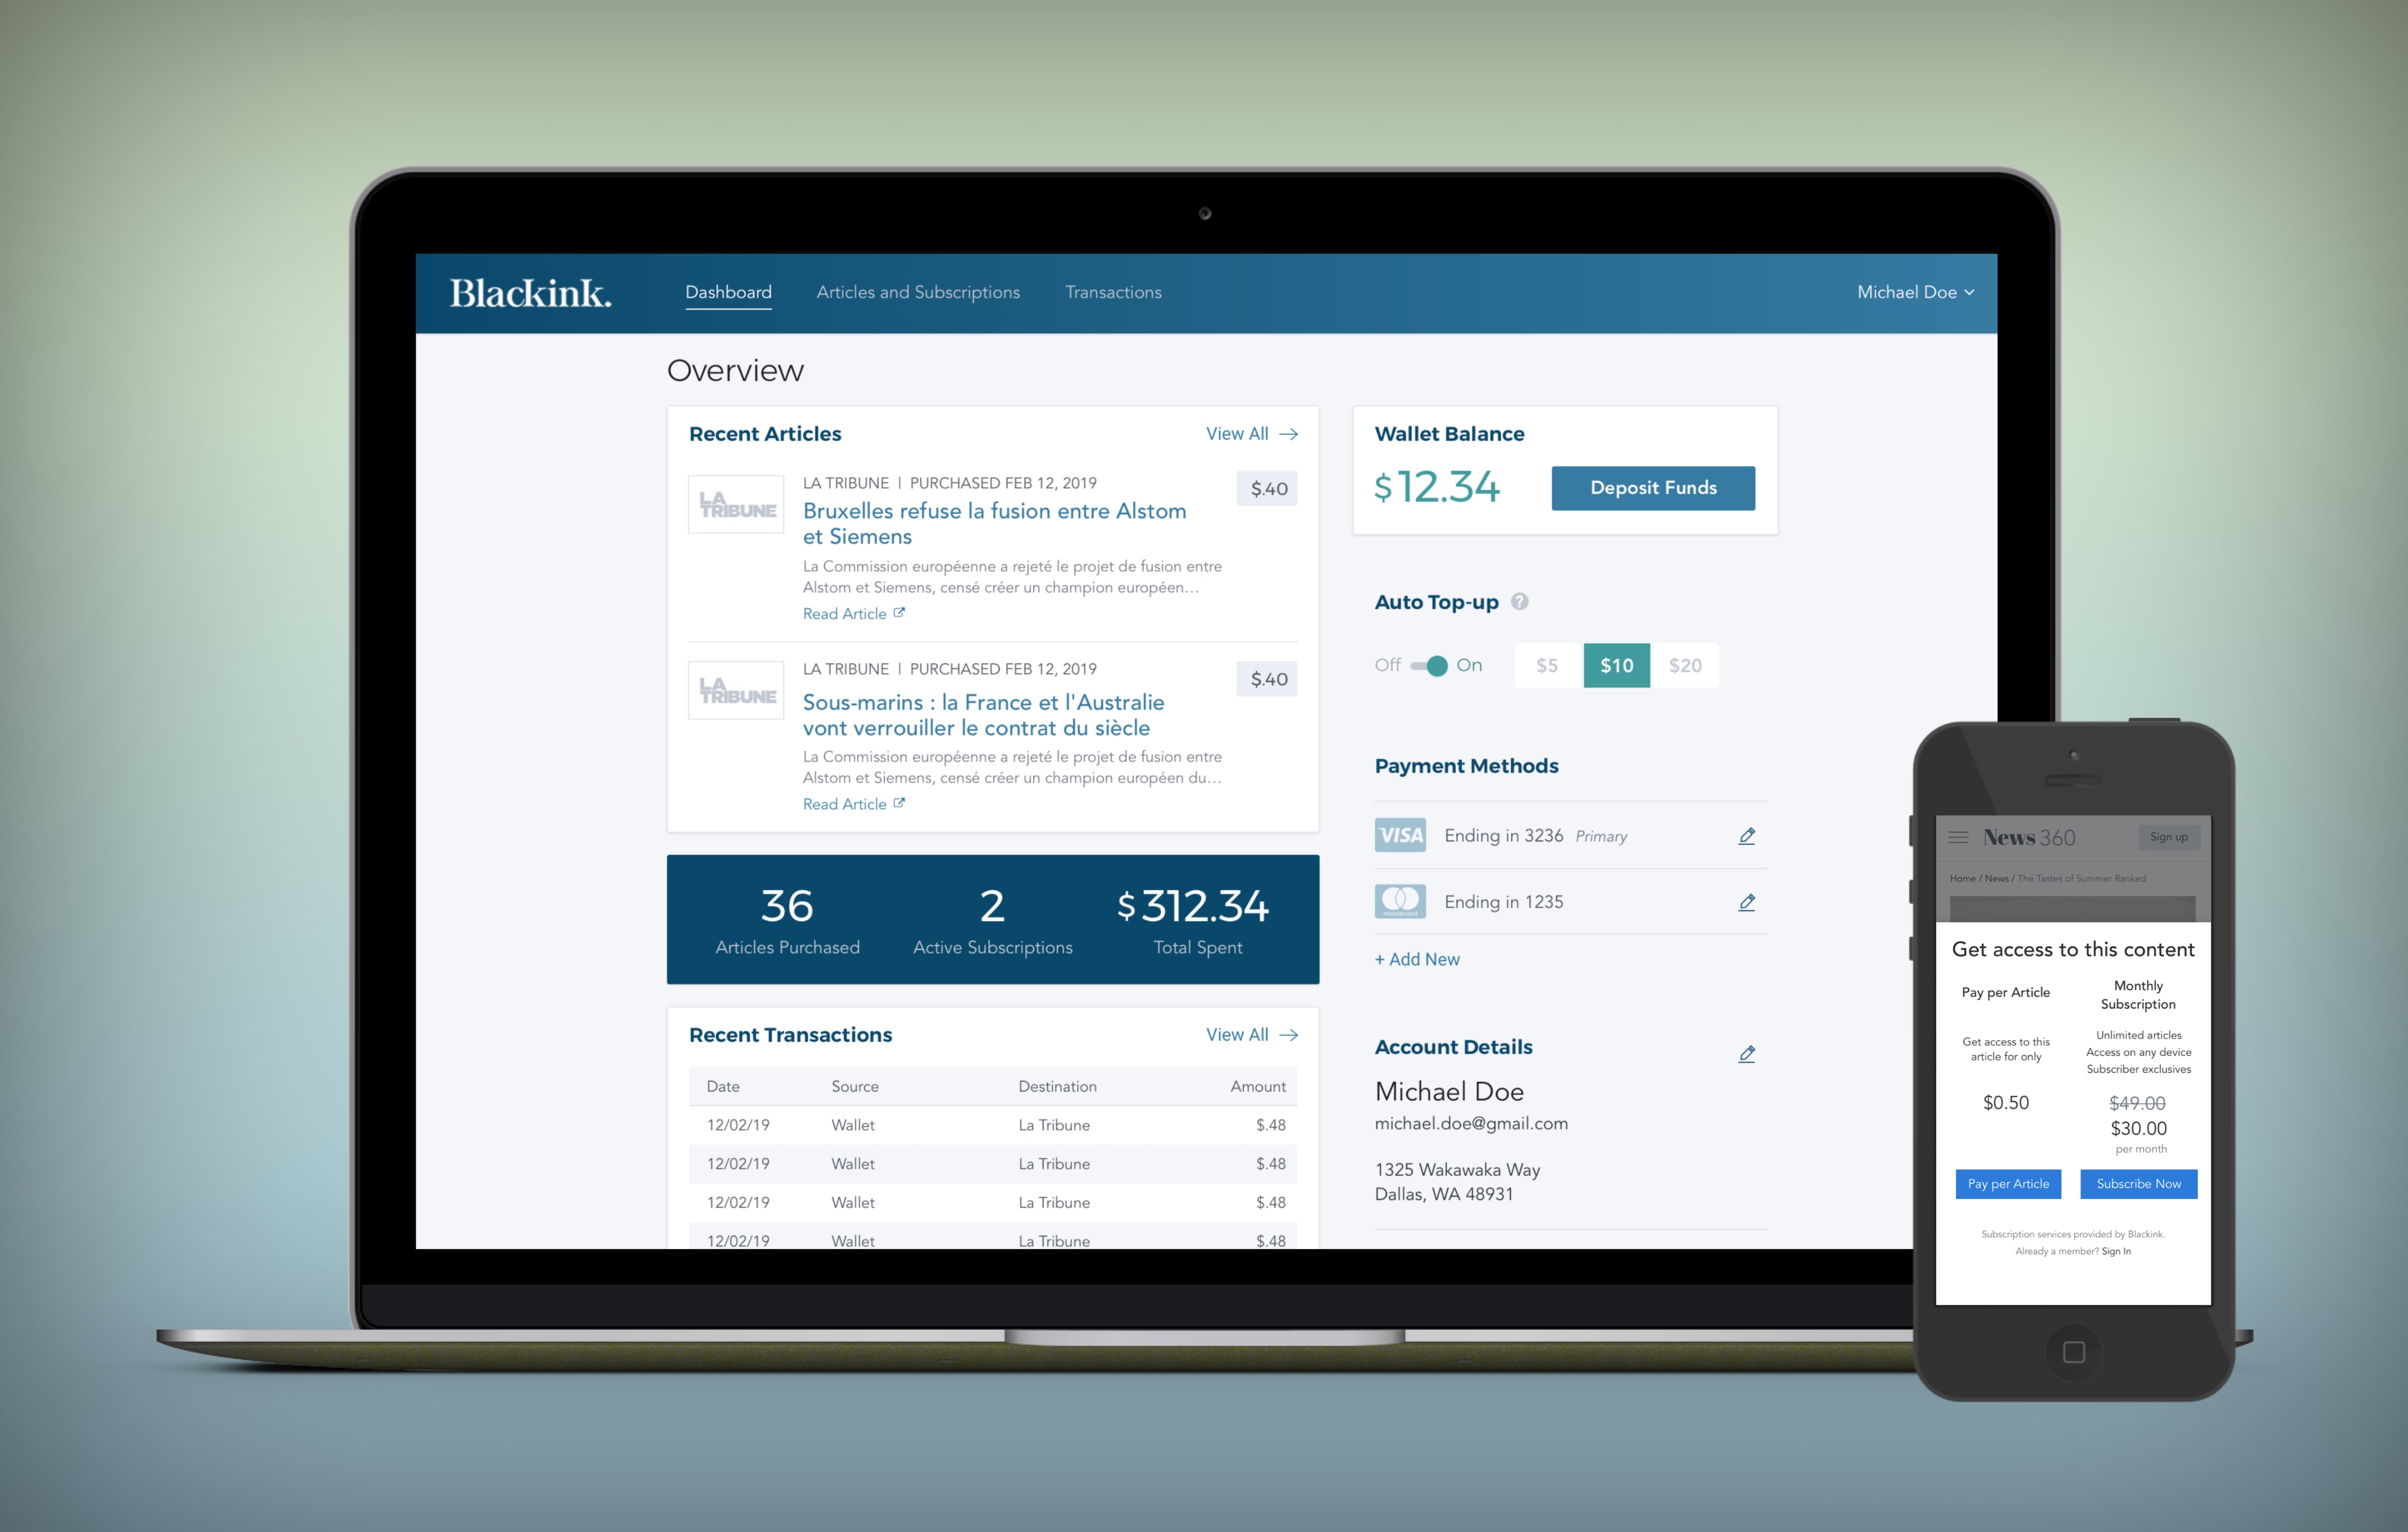 Blackink.
Dashboard
Articles and Subscriptions
Transactions
Michael Doe
Overview
Recent Articles
View All
LA TRIBUNE
LA TRIBUNE | PURCHASED FEB 12, 2019
$.40
Bruxelles refuse la fusion entre Alstom
et Siemens
La Commission européenne a rejeté le projet de fusion entre
Alstom et Siemens, censé créer un champion européen...
Read Article
LA TRIBUNE
LA TRIBUNE | PURCHASED FEB 12, 2019
$.40
Sous-marins : la France et l'Australie
vont verrouiller le contrat du siècle
La Commission européenne a rejeté le projet de fusion entre
Alstom et Siemens, censé créer un champion européen du...
Read Article
36
Articles Purchased
2
Active Subscriptions
$312.34
Total Spent
Recent Transactions
View All
Date Source Destination Amount
12/02/19 Wallet La Tribune $.48
12/02/19 Wallet La Tribune $.48
12/02/19 Wallet La Tribune $.48
12/02/19 Wallet La Tribune $.48
Wallet Balance
$12.34
Deposit Funds
Auto Top-up ?
Off On $5 $10 $20
Payment Methods
VISA Ending in 3236 Primary
mastercard Ending in 1235
+ Add New
Account Details
Michael Doe
michael.doe@gmail.com
1325 Wakawaka Way
Dallas, WA 48931
News 360
Sign up
Home / News / The Tastes of Summer Ranked
Get access to this content
Pay per Article
Get access to this
article for only
$0.50
Pay per Article
Monthly
Subscription
Unlimited articles
Access on any device
Subscriber exclusives
$49.00
$30.00
per month
Subscribe Now
Subscription services provided by Blackink.
Already a member? Sign In